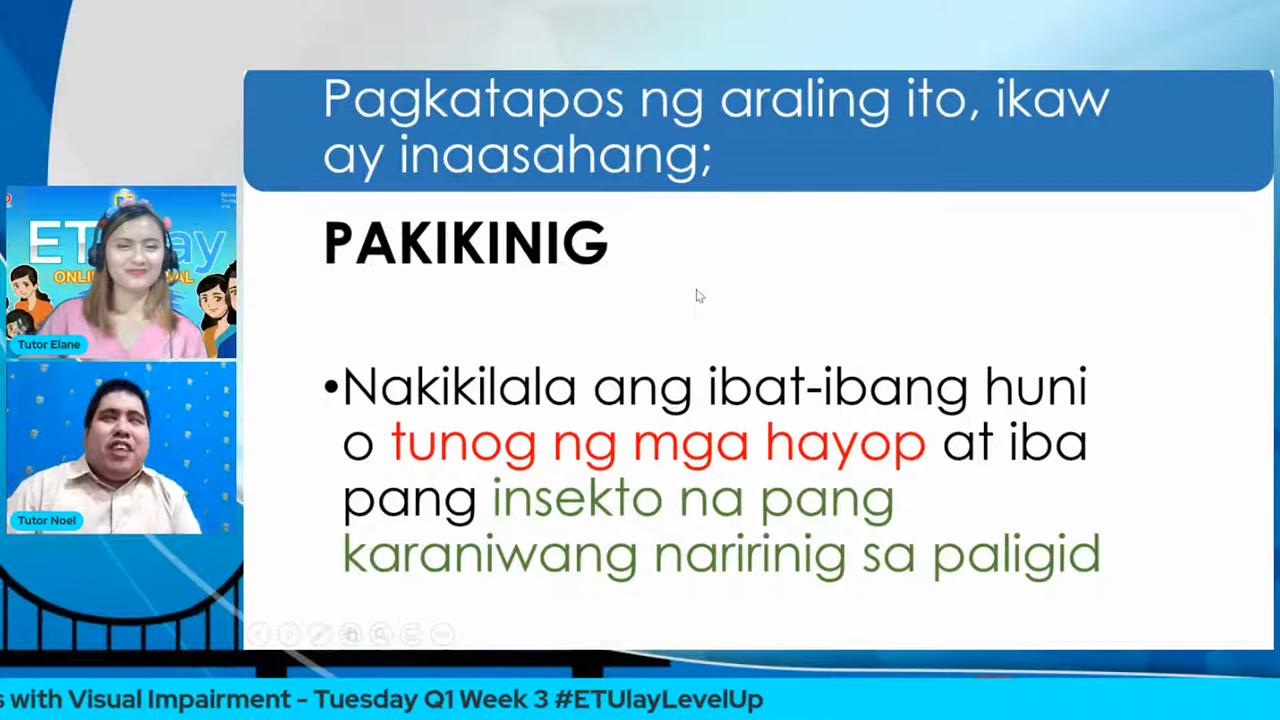 Pagkatapos ng araling ito, ikaw
ay inaasahang;
PAKIKINIG
•Nakikilala ang ibat-ibang huni
o tunog ng mga hayop at iba
pang insekto na pang
karaniwang naririnig sa paligid
Tutor Elane
Tutor Noel
s with Visual Impairment - Tuesday Q1 Week 3 #ETUlayLevelUp